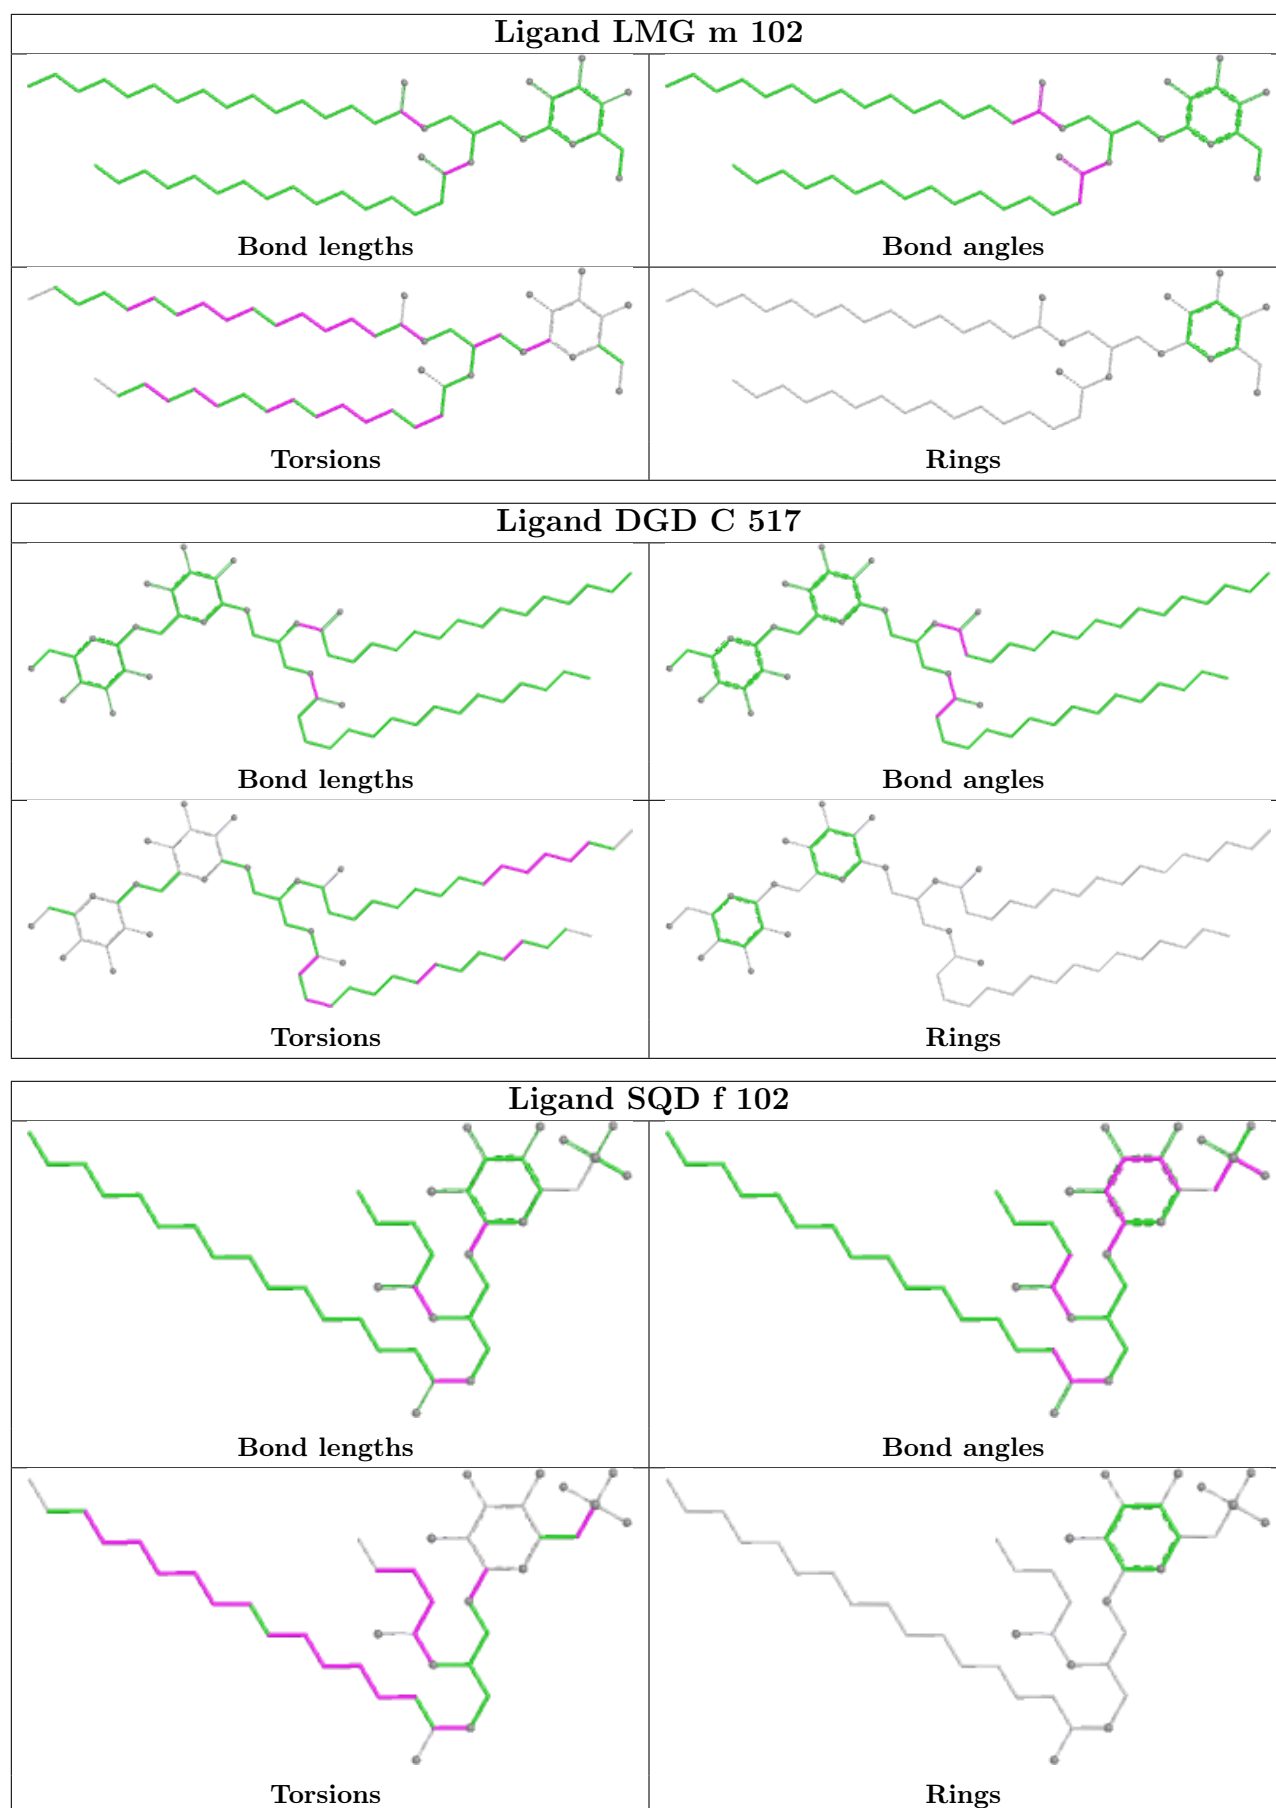 Ligand LMG m 102
Bond lengths
Bond angles
Torsions
Rings
Ligand DGD C 517
Bond lengths
Bond angles
Torsions
Rings
Ligand SQD f 102
Bond lengths
Bond angles
Torsions
Rings